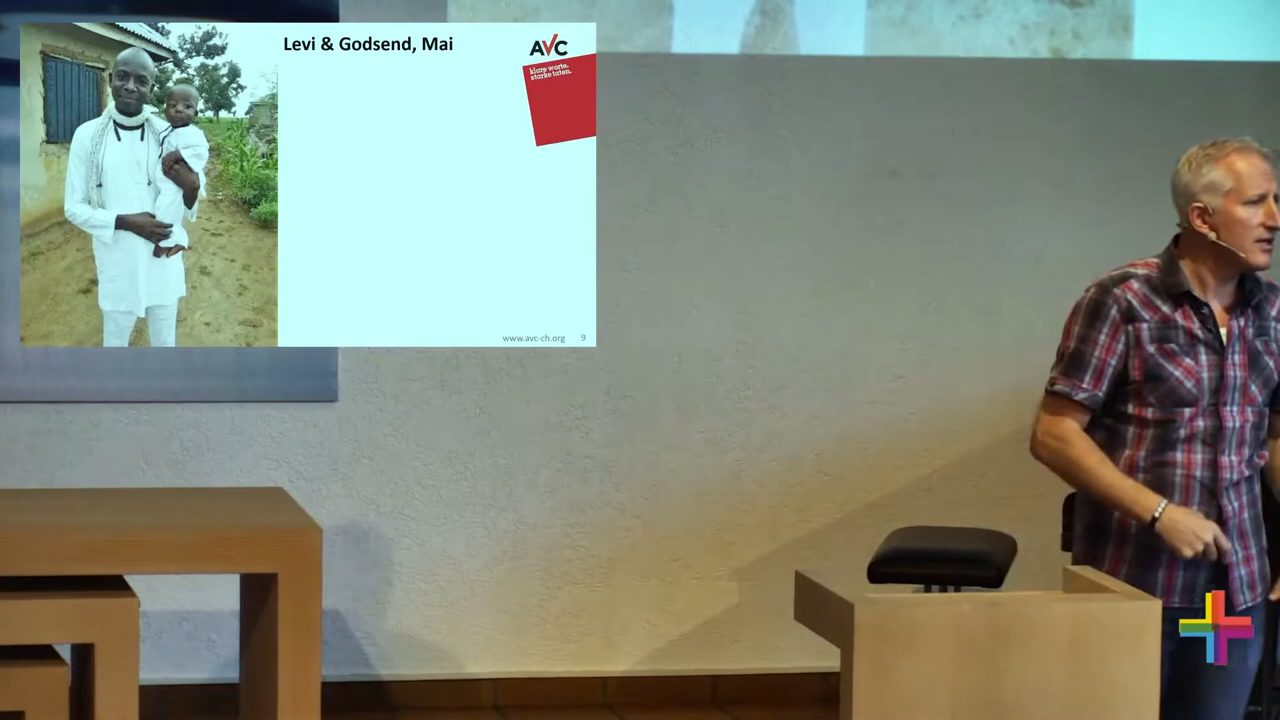 Levi & Godsend, Mai
AVC
klare worte.
starke taten.
www.avc-ch.org 9